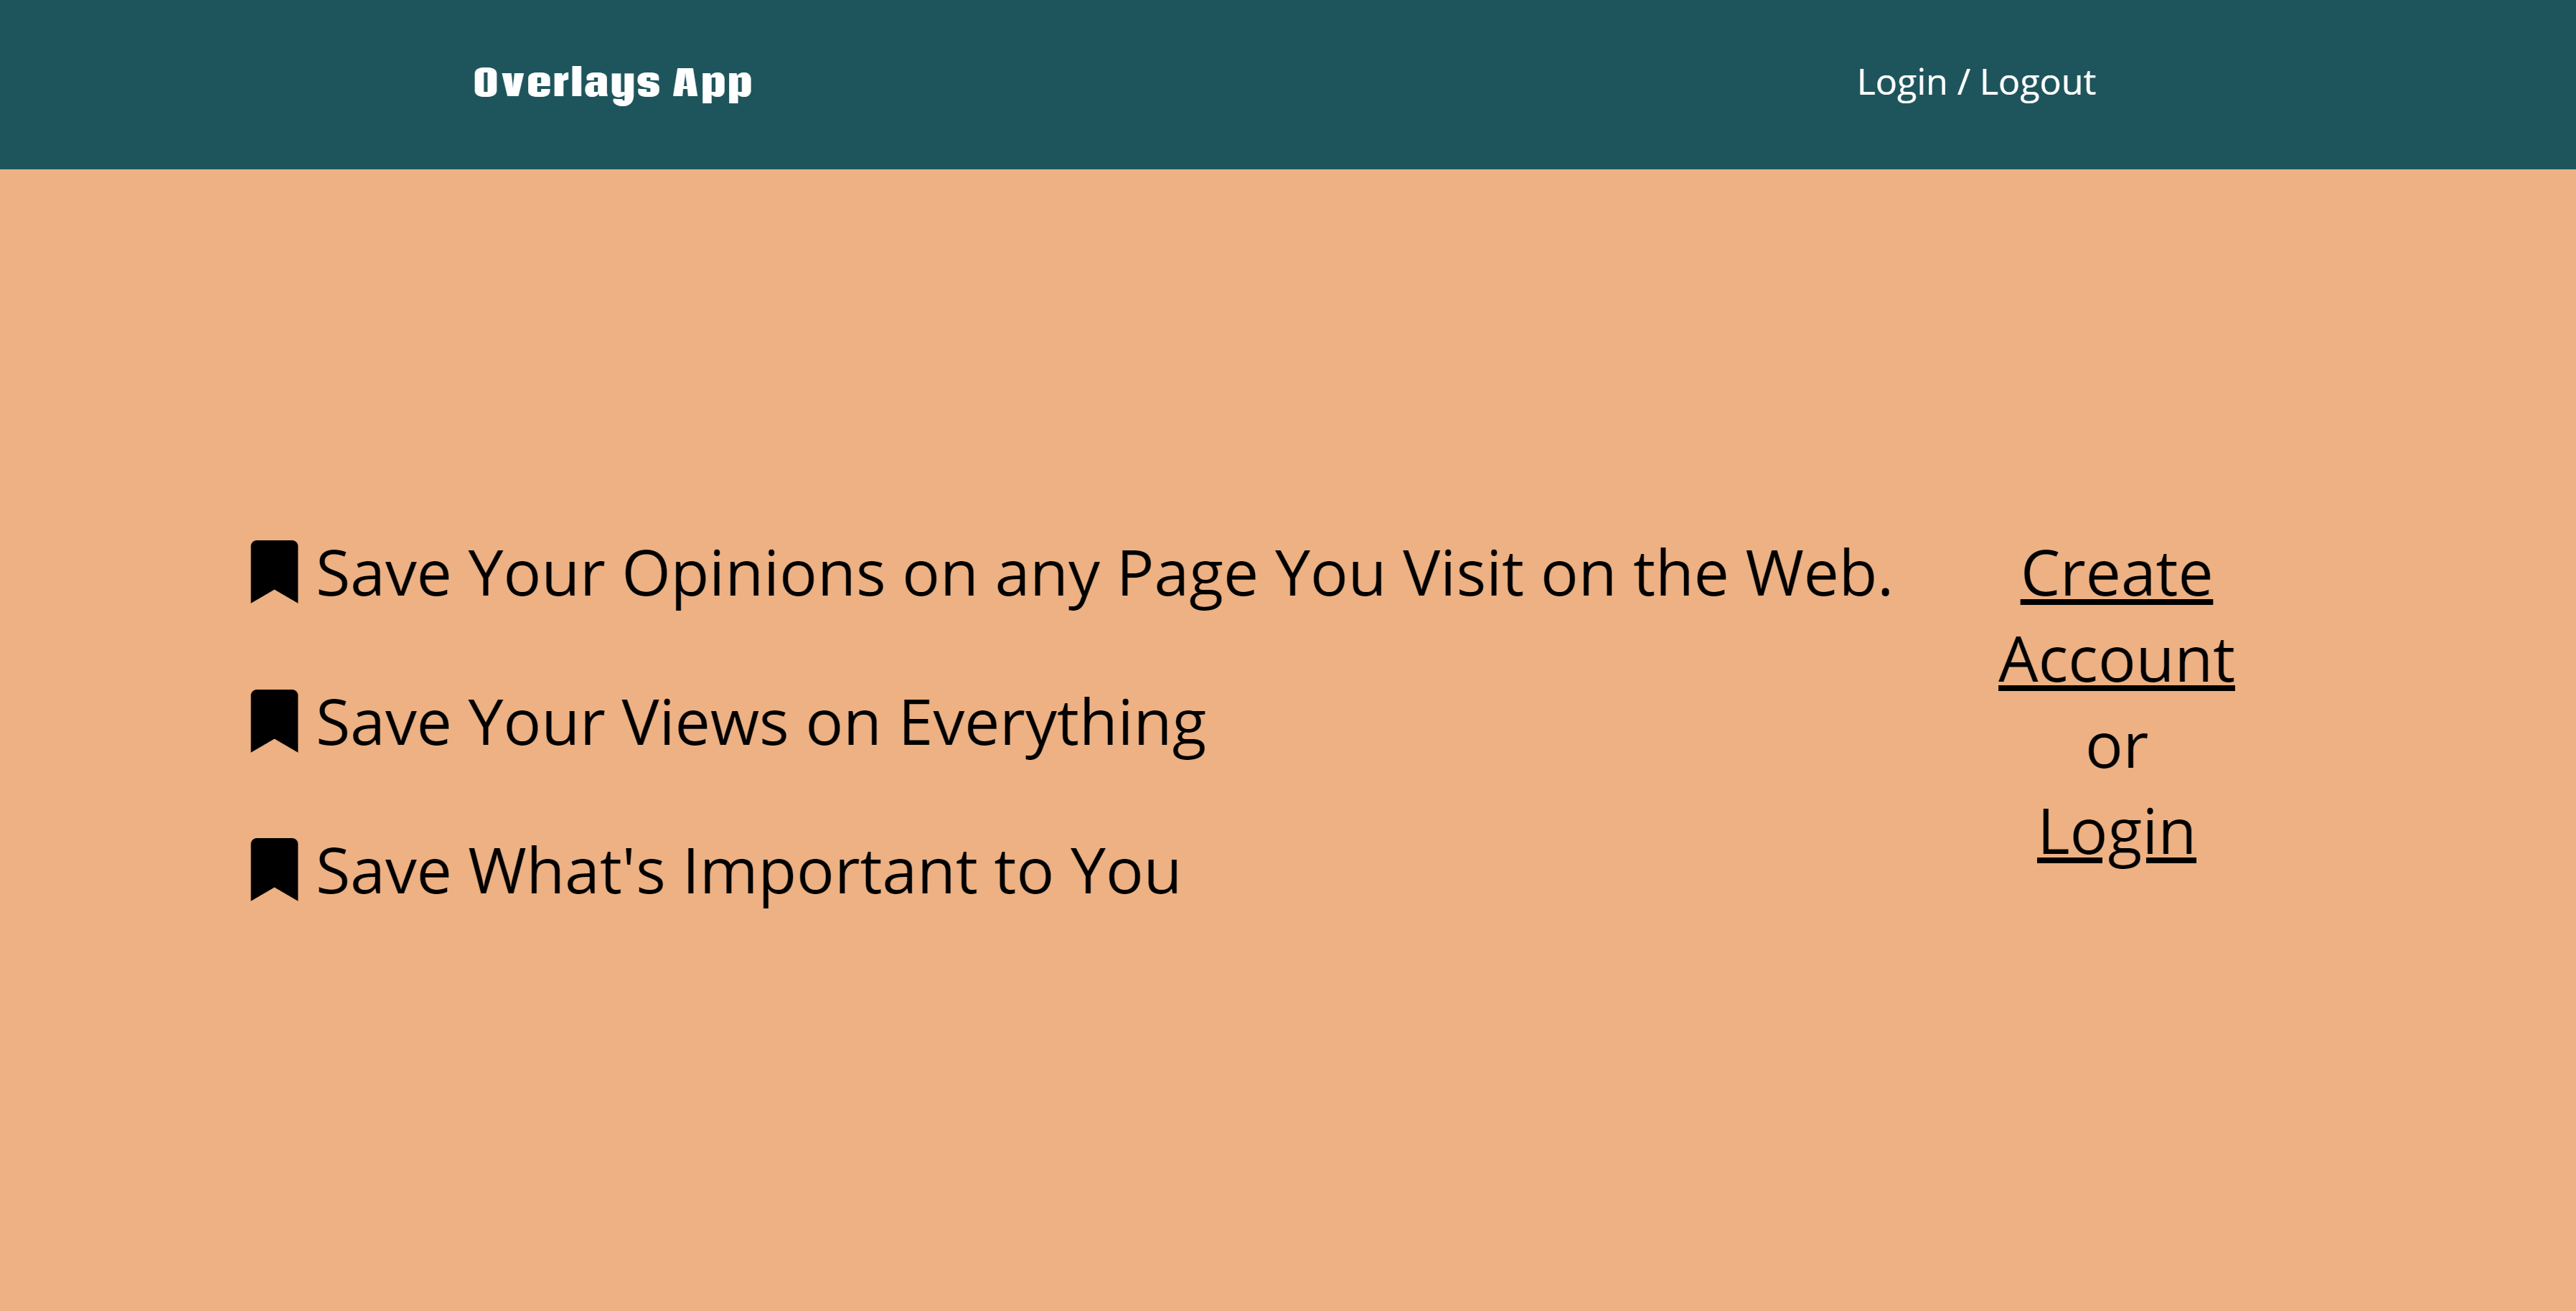 Overlays App
Login / Logout
Save Your Opinions on any Page You Visit on the Web.
Save Your Views on Everything
Save What's Important to You
Create
Account
or
Login